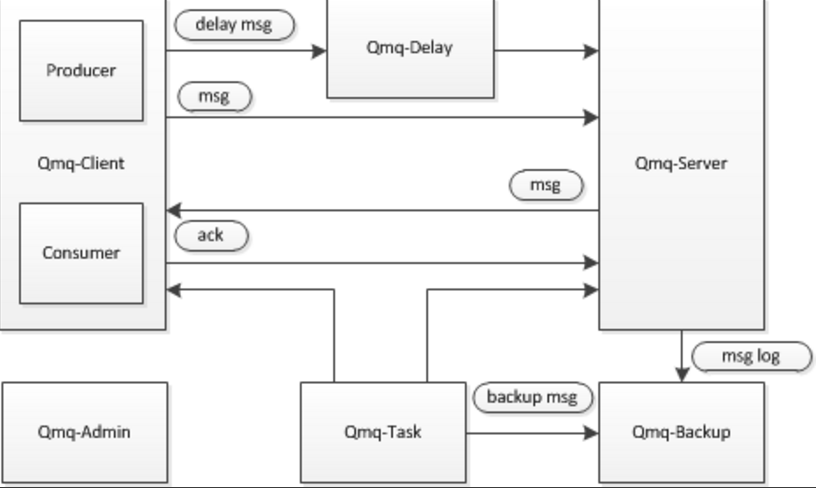 delay msg
Qmq-Delay
Producer
msg
Qmq-Client
Qmq-Server
msg
ack
Consumer
msg log
backup msg
Qmq-Admin
Qmq-Task
Qmq-Backup